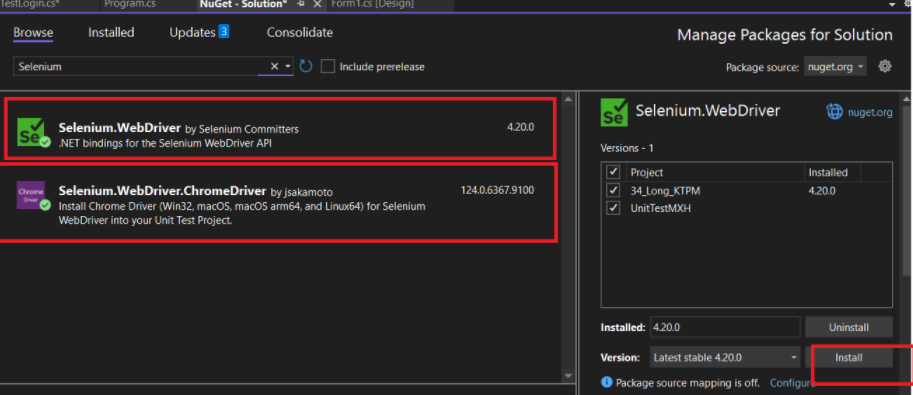 TestLogin.cs* Program.cs NuGet - Solution* Form1.cs [Design]
Browse Installed Updates 3 Consolidate
Manage Packages for Solution
Selenium
Include prerelease
Package source: nuget.org
Selenium.WebDriver by Selenium Committers 4.20.0
.NET bindings for the Selenium WebDriver API
Selenium.WebDriver.ChromeDriver by jsakamoto 124.0.6367.9100
Install Chrome Driver (Win32, macOS, macOS arm64, and Linux64) for Selenium
WebDriver into your Unit Test Project.
Se
Chrome
Driver
Se
Selenium.WebDriver
nuget.org
Versions - 1
Project Installed
34_Long_KTPM 4.20.0
UnitTestMXH
Installed: 4.20.0 Uninstall
Version: Latest stable 4.20.0 Install
Package source mapping is off. Configure